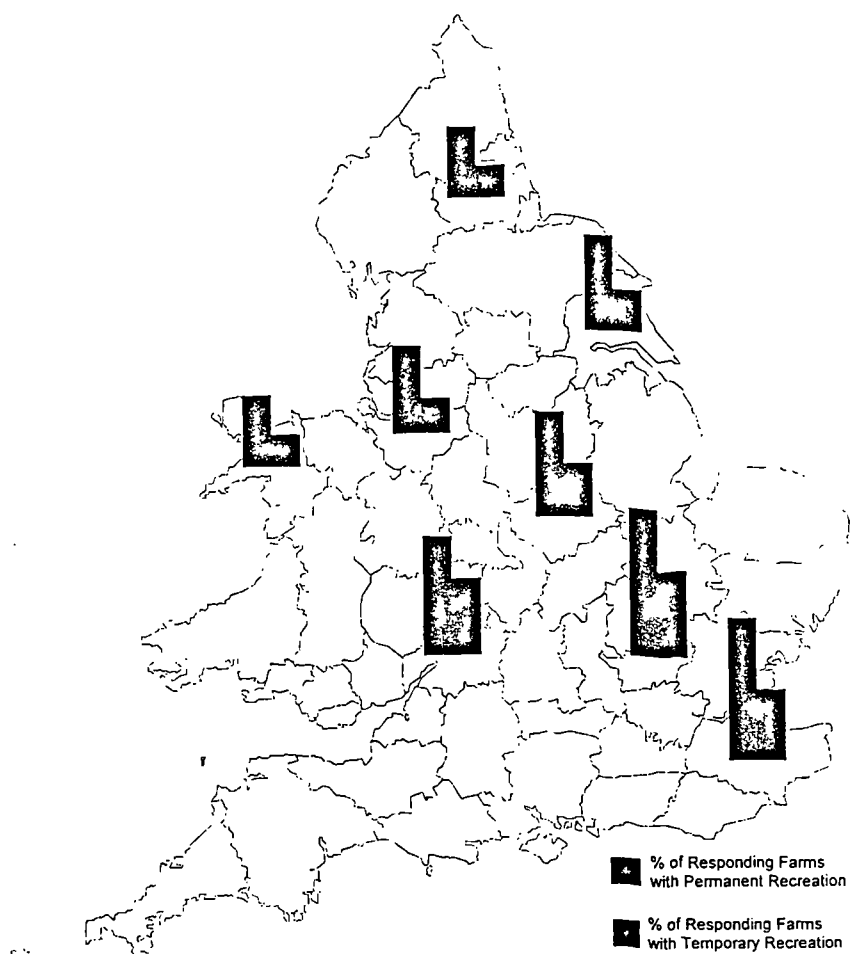 % of Responding Farms
with Permanent Recreation
% of Responding Farms
with Temporary Recreation